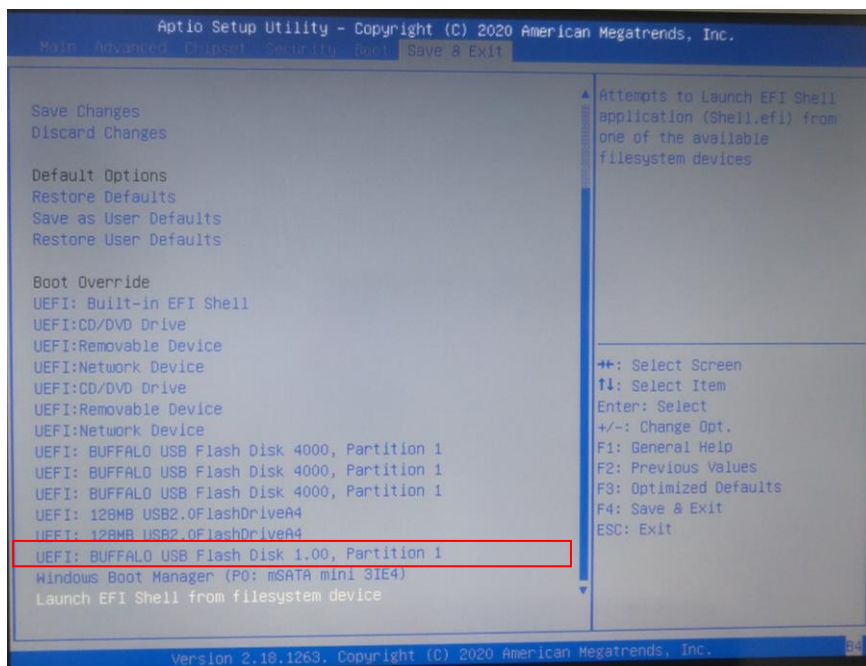 Aptio Setup Utility - Copyright (C) 2020 American Megatrends, Inc.
Main Advanced Chipset Security Boot Save & Exit
Save Changes
Discard Changes
Default Options
Restore Defaults
Save as User Defaults
Restore User Defaults
Boot Override
UEFI: Built-in EFI Shell
UEFI:CD/DVD Drive
UEFI:Removable Device
UEFI:Network Device
UEFI:CD/DVD Drive
UEFI:Removable Device
UEFI:Network Device
UEFI: BUFFALO USB Flash Disk 4000, Partition 1
UEFI: BUFFALO USB Flash Disk 4000, Partition 1
UEFI: BUFFALO USB Flash Disk 4000, Partition 1
UEFI: 128MB USB2.0FlashDriveA4
UEFI: 128MB USB2.0FlashDriveA4
UEFI: BUFFALO USB Flash Disk 1.00, Partition 1
Windows Boot Manager (P0: mSATA mini 3IE4)
Launch EFI Shell from filesystem device
Attempts to Launch EFI Shell
application (Shell.efi) from
one of the available
filesystem devices
→←: Select Screen
↑↓: Select Item
Enter: Select
+/-: Change Opt.
F1: General Help
F2: Previous Values
F3: Optimized Defaults
F4: Save & Exit
ESC: Exit
Version 2.18.1263. Copyright (C) 2020 American Megatrends, Inc.
B4